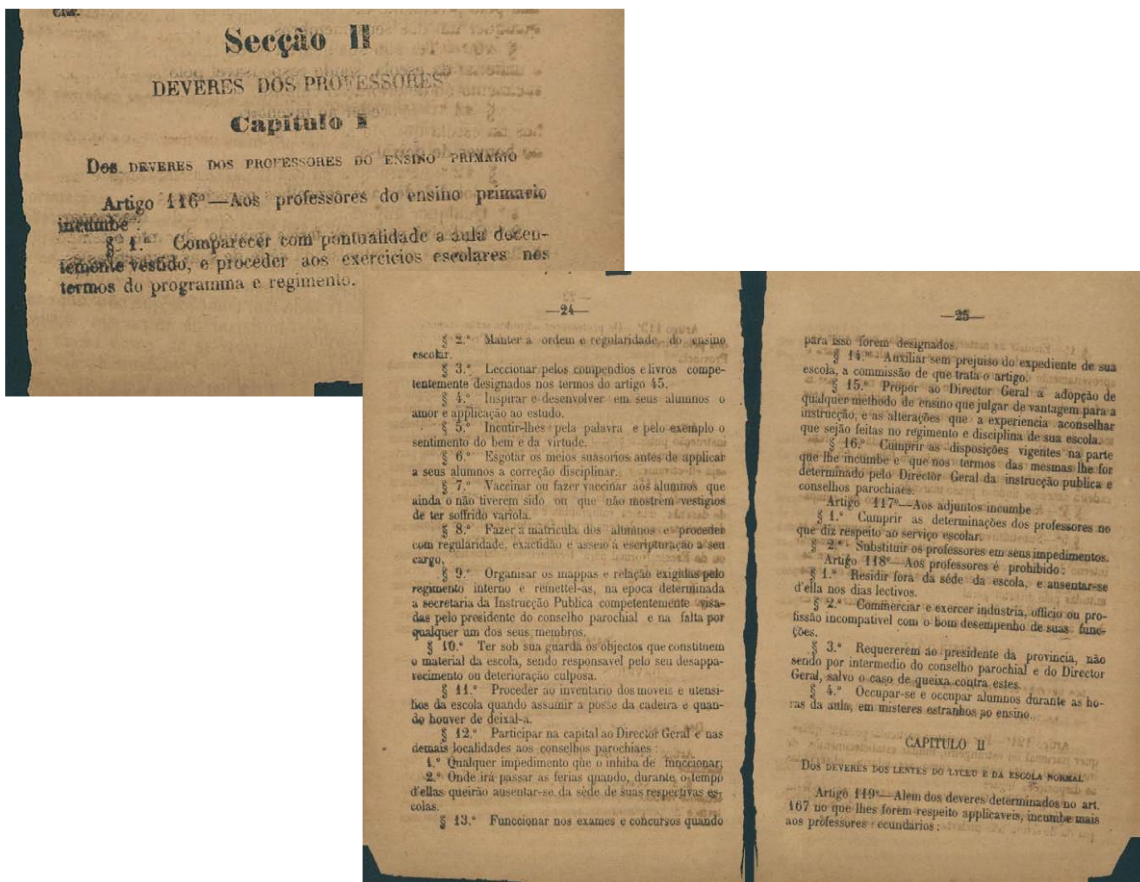 Secção II
DEVERES DOS PROFESSORES
Capitulo I
DOS DEVERES DOS PROFESSORES DO ENSINO PRIMARIO
Artigo 116º—Aos professores do ensino primario
incumbe :
§ 1.º Comparecer com pontualidade a aula decen-
temente vestido, e proceder aos exercicios escolares nos
termos do programma e regimento.
—24—
§ 2.º Manter a ordem e regularidade do ensino
escolar.
§ 3.º Leccionar pelos compendios e livros compe-
tentemente designados nos termos do artigo 45.
§ 4.º Inspirar e desenvolver em seus alumnos o
amor e applicação ao estudo.
§ 5.º Incutir-lhes pela palavra e pelo exemplo o
sentimento do bem e da virtude.
§ 6.º Esgotar os meios suasorios antes de applicar
a seus alumnos a correção disciplinar.
§ 7.º Vaccinar ou fazer vaccinar aos alumnos que
ainda o não tiverem sido ou que não mostrem vestigios
de ter soffrido variola.
§ 8.º Fazer a matricula dos alumnos e proceder
com regularidade, exactidão e asseio á escripturação a seu
cargo.
§ 9.º Organisar os mappas e relação exigidas pelo
regimento interno e remettel-as, na epoca determinada
a secretaria da Instrucção Publica competentemente visa-
das pelo presidente do conselho parochial e na falta por
qualquer um dos seus membros.
§ 10.º Ter sob sua guarda os objectos que constituem
o material da escola, sendo responsavel pelo seu desappa-
recimento ou deterioração culposa.
§ 11.º Proceder ao inventario dos moveis e utensi-
lios da escola quando assumir a posse da cadeira e quan-
do houver de deixal-a.
§ 12.º Participar na capital ao Director Geral e nas
demais localidades aos conselhos parochiaes :
1.º Qualquer impedimento que o inhiba de funccionar;
2.º Onde irá passar as ferias quando, durante o tempo
d'ellas queirão ausentar-se da séde de suas respectivas es-
colas.
§ 13.º Funccionar nos exames e concursos quando
—25—
para isso forem designados.
§ 14.º Auxiliar sem prejuiso do expediente de sua
escola, a commissão de que trata o artigo.
§ 15.º Propor ao Director Geral a adopção de
qualquer methodo de ensino que julgar de vantagem para a
instrucção, e as alterações que a experiencia aconselhar
que sejão feitas no regimento e disciplina de sua escola.
§ 16.º Cumprir as disposições vigentes na parte
que lhe incumbe e que nos termos das mesmas lhe for
determinado pelo Director Geral da instrucção publica e
conselhos parochiaes.
Artigo 117º—Aos adjuntos incumbe :
§ 1.º Cumprir as determinações dos professores no
que diz respeito ao serviço escolar.
§ 2.º Substituir os professores em seus impedimentos.
Artigo 118º Aos professores é prohibido :
§ 1.º Residir fora da séde da escola, e ausentar-se
d'ella nos dias lectivos.
§ 2.º Commerciar e exercer industria, officio ou pro-
fissão incompativel com o bom desempenho de suas func-
ções.
§ 3.º Requererem ao presidente da provincia, não
sendo por intermedio do conselho parochial e do Director
Geral, salvo o caso de queixa contra estes.
§ 4.º Occupar-se e occupar alumnos durante as ho-
ras da aula, em misteres estranhos ao ensino.
CAPITULO II
DOS DEVERES DOS LENTES DO LYCEU E DA ESCOLA NORMAL
Artigo 119º—Alem dos deveres determinados no art.
167 no que lhes forem respeito applicaveis, incumbe mais
aos professores ecundarios :